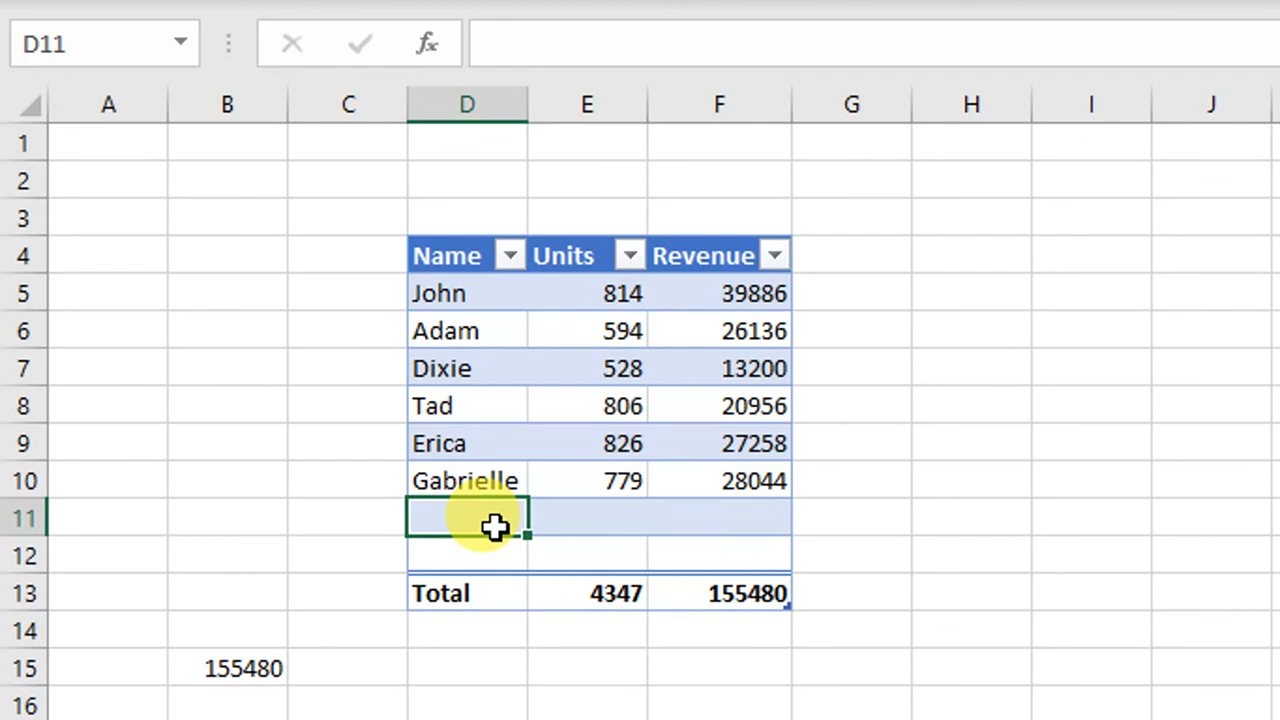 D11 fx
A B C D E F G H I J
1
2
3
4 Name Units Revenue
5 John 814 39886
6 Adam 594 26136
7 Dixie 528 13200
8 Tad 806 20956
9 Erica 826 27258
10 Gabrielle 779 28044
11
12
13 Total 4347 155480
14
15 155480
16